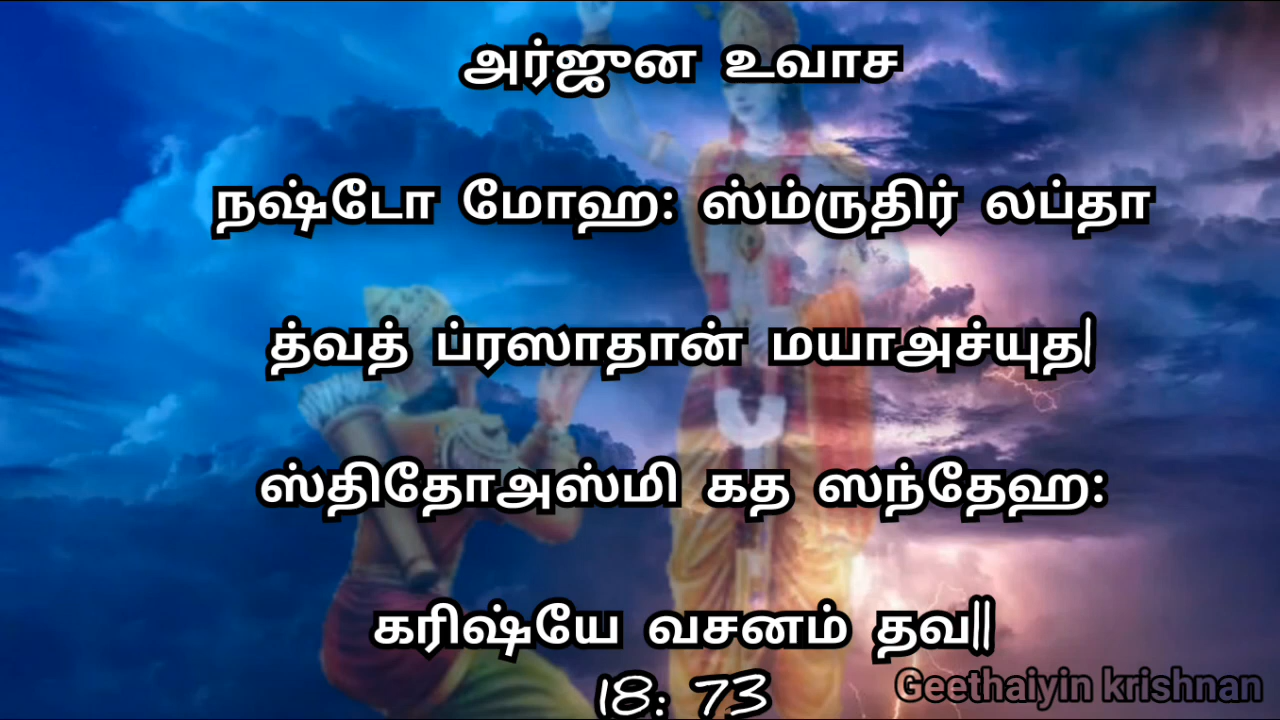 அர்ஜுன உவாச
நஷ்டோ மோஹ: ஸ்ம்ருதிர் லப்தா
த்வத் ப்ரஸாதான் மயாஅச்யுத|
ஸ்திதோஅஸ்மி கத ஸந்தேஹ:
கரிஷ்யே வசனம் தவ||
18: 73
Geethaiyin krishnan